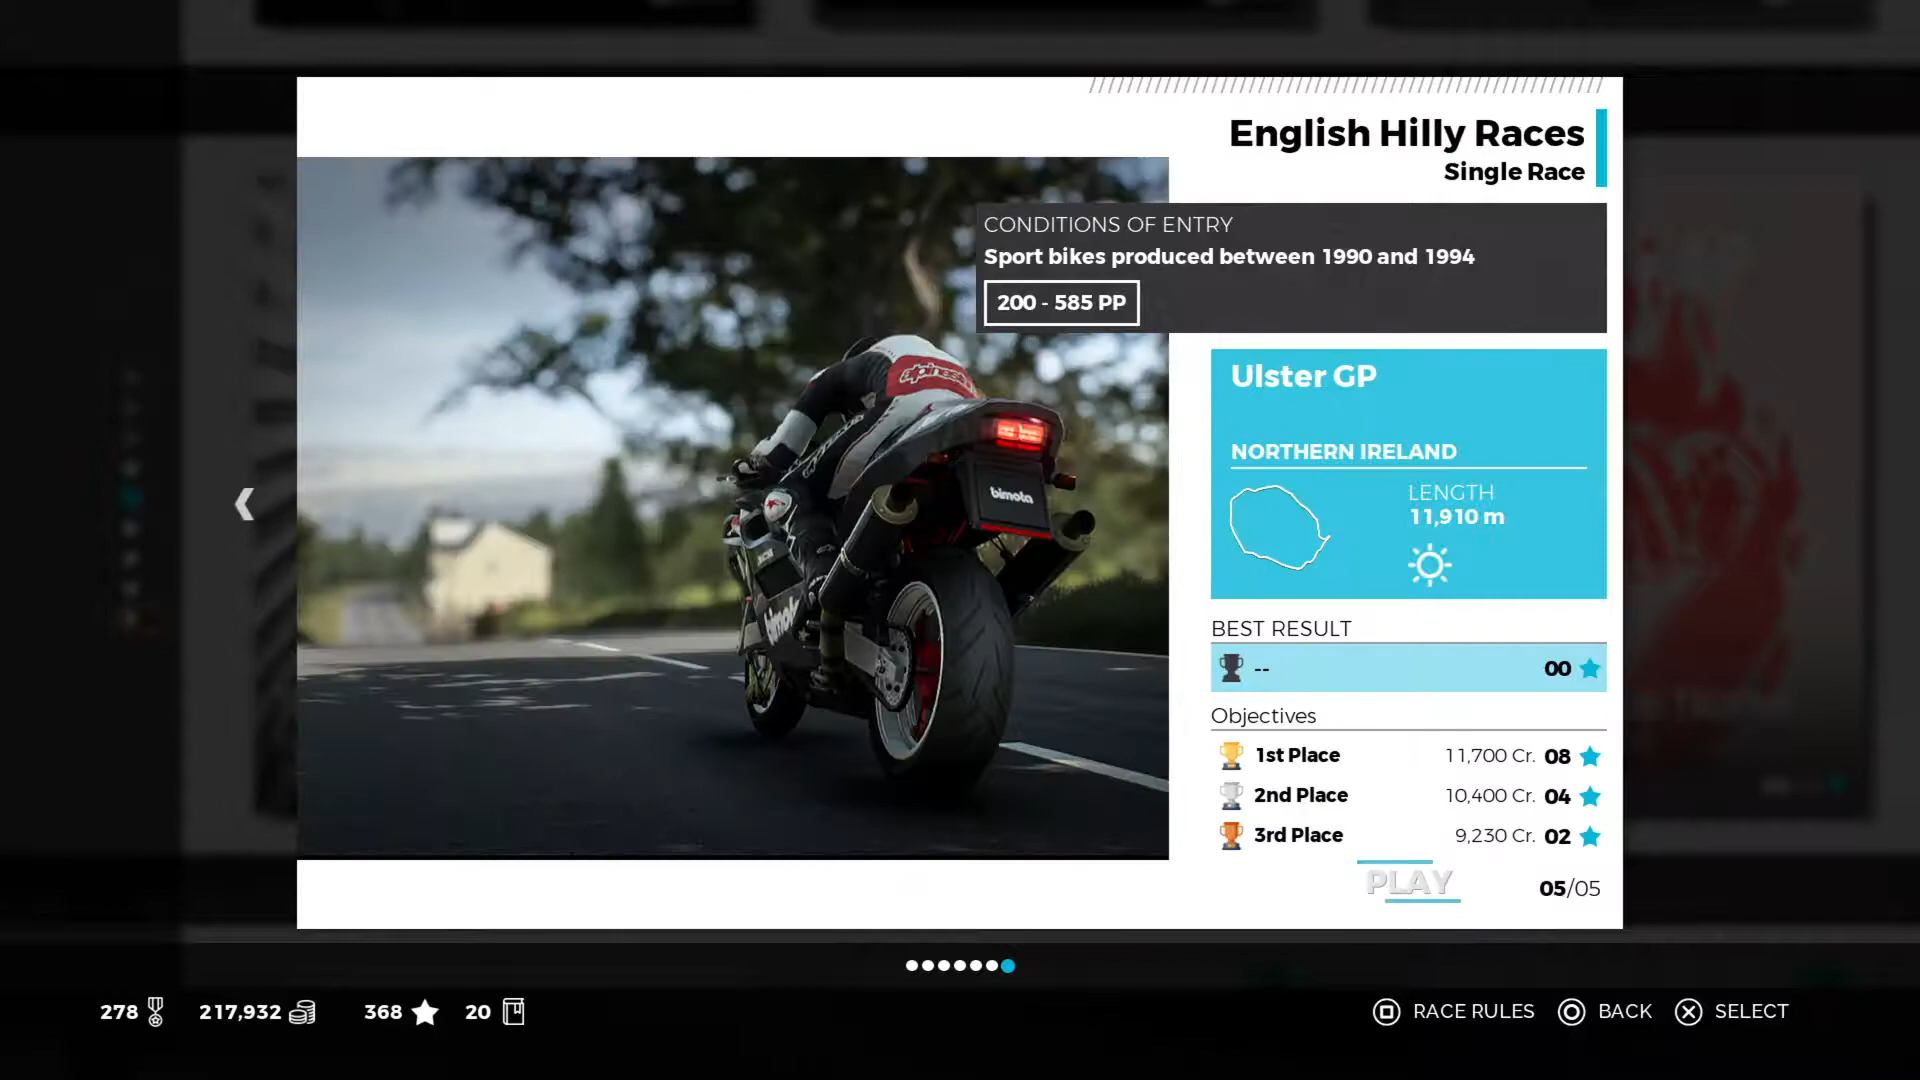 English Hilly Races
Single Race
CONDITIONS OF ENTRY
Sport bikes produced between 1990 and 1994
200 - 585 PP
alpinestars
bimota
bimota
Ulster GP
NORTHERN IRELAND
LENGTH
11,910 m
BEST RESULT
-- 00
Objectives
1st Place 11,700 Cr. 08
2nd Place 10,400 Cr. 04
3rd Place 9,230 Cr. 02
PLAY 05/05
278 217,932 368 20 RACE RULES BACK SELECT